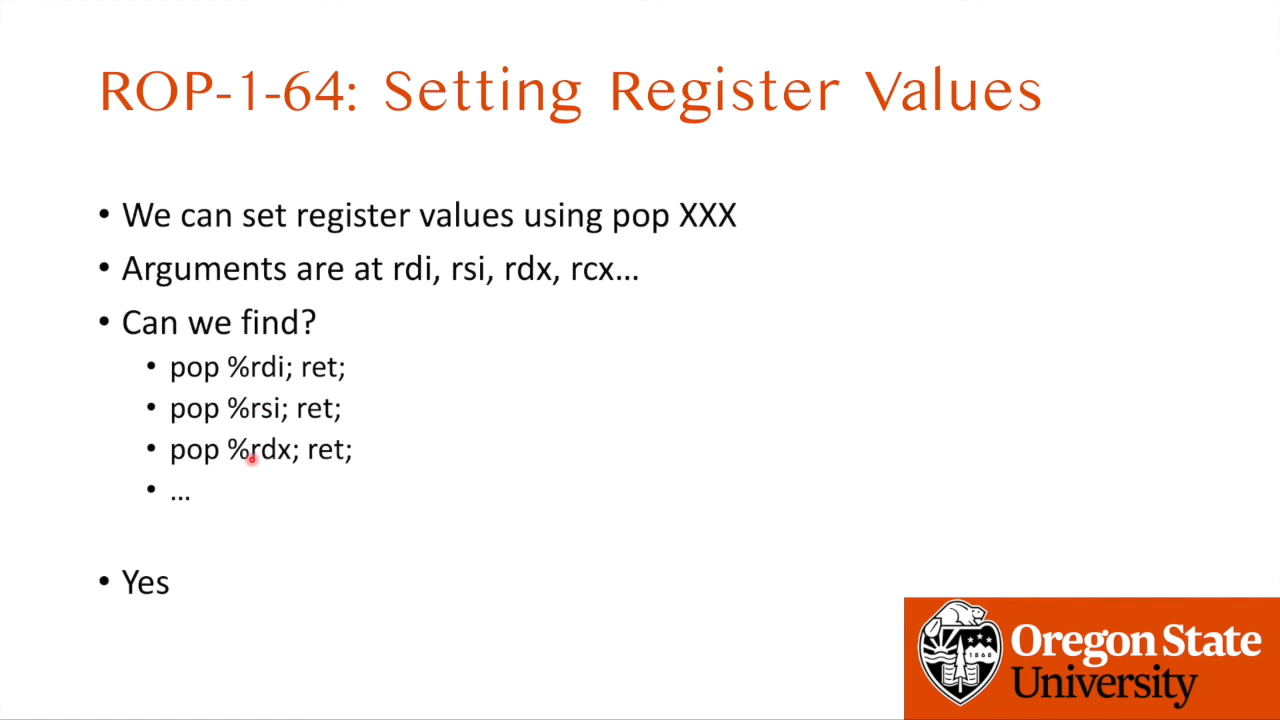 ROP-1-64: Setting Register Values
• We can set register values using pop XXX
• Arguments are at rdi, rsi, rdx, rcx…
• Can we find?
• pop %rdi; ret;
• pop %rsi; ret;
• pop %rdx; ret;
• …
• Yes
1868
Oregon State
University